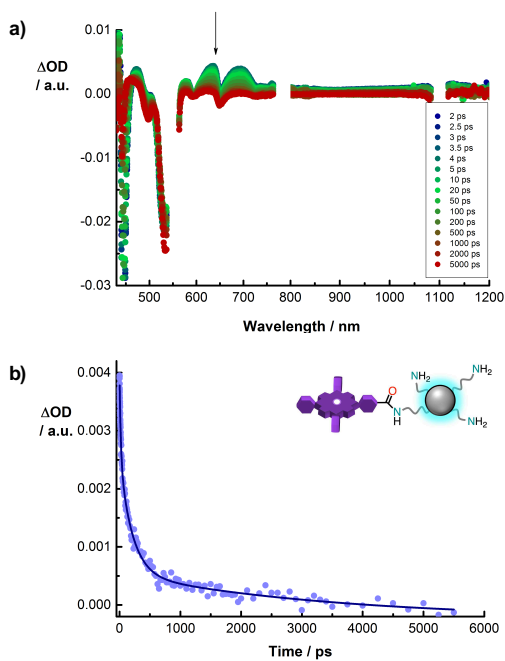 a)
ΔOD
/ a.u.
0.01
0.00
-0.01
-0.02
-0.03
2 ps
2.5 ps
3 ps
3.5 ps
4 ps
5 ps
10 ps
20 ps
50 ps
100 ps
200 ps
500 ps
1000 ps
2000 ps
5000 ps
500 600 700 800 900 1000 1100 1200
Wavelength / nm
b)
ΔOD
/ a.u.
0.004
0.003
0.002
0.001
0.000
NH2
NH2
O
N
H
NH2
0 1000 2000 3000 4000 5000 6000
Time / ps